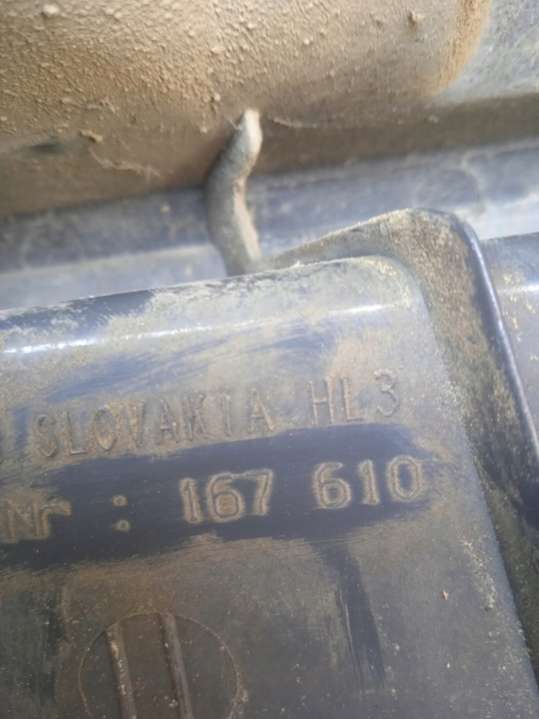 SLOVAKIA HL3
Nr : 167 610